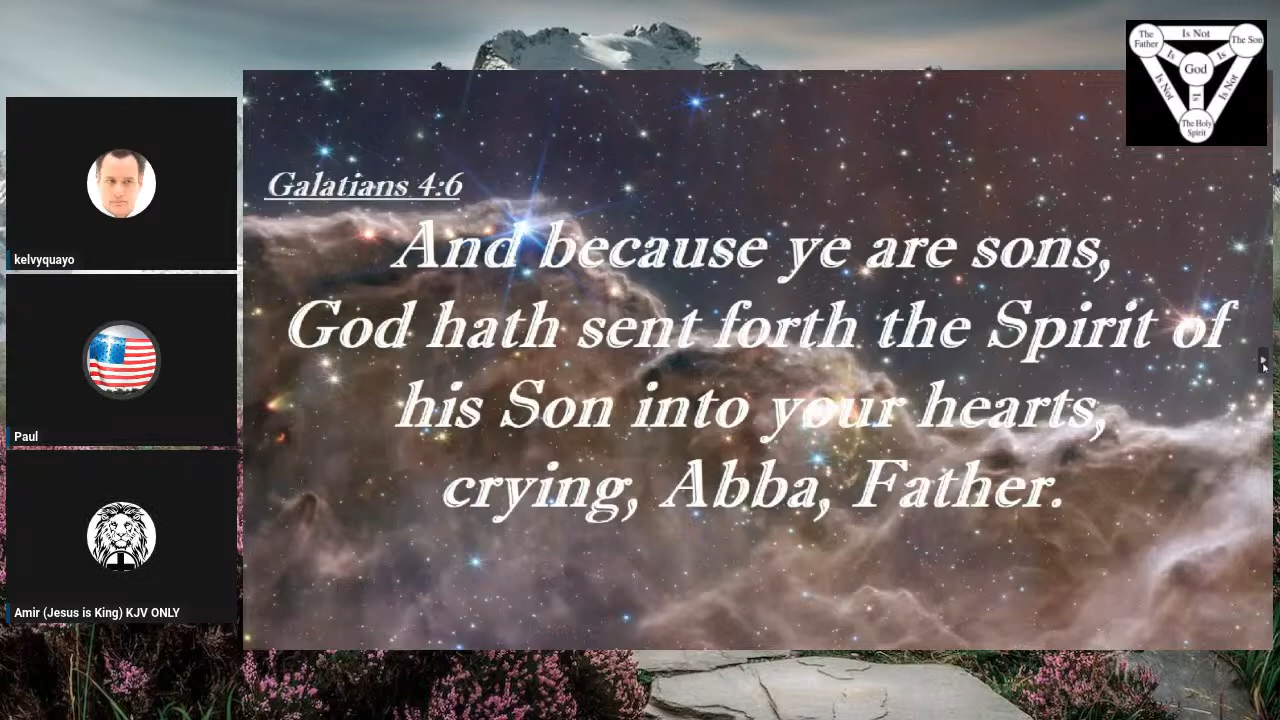 The
Father
Is Not
The Son
Is
Is
God
Is Not
Is
Is Not
The Holy
Spirit
Galatians 4:6
And because ye are sons,
God hath sent forth the Spirit of
his Son into your hearts,
crying, Abba, Father.
kelvyquayo
Paul
Amir (Jesus is King) KJV ONLY